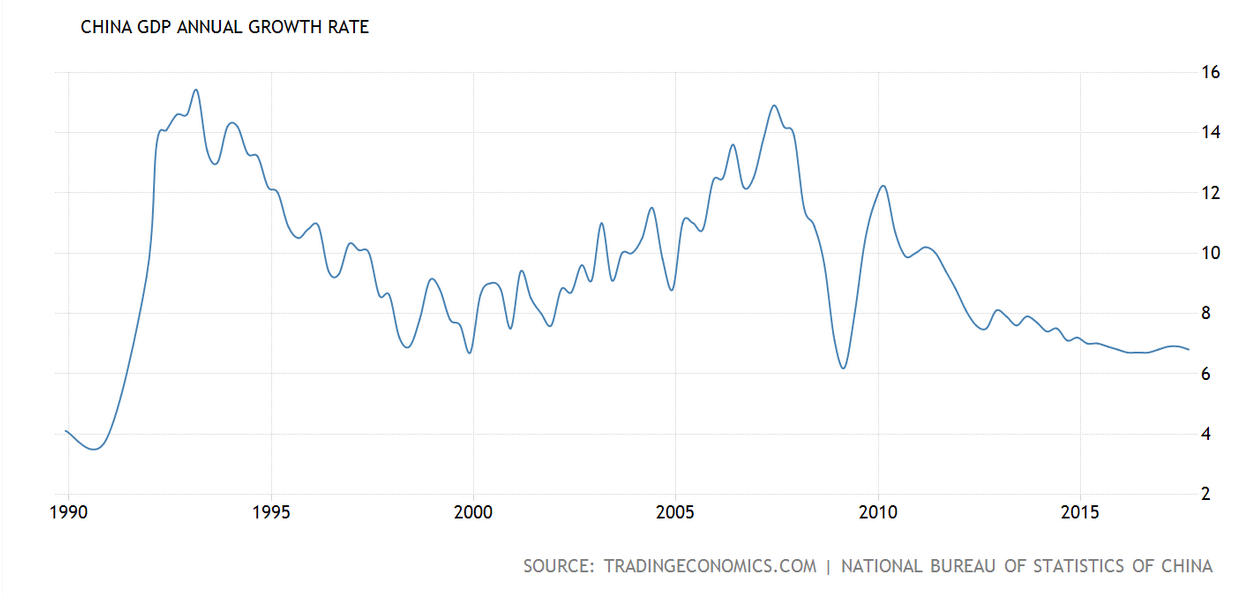 CHINA GDP ANNUAL GROWTH RATE
16
14
12
10
8
6
4
2
1990 1995 2000 2005 2010 2015
SOURCE: TRADINGECONOMICS.COM | NATIONAL BUREAU OF STATISTICS OF CHINA